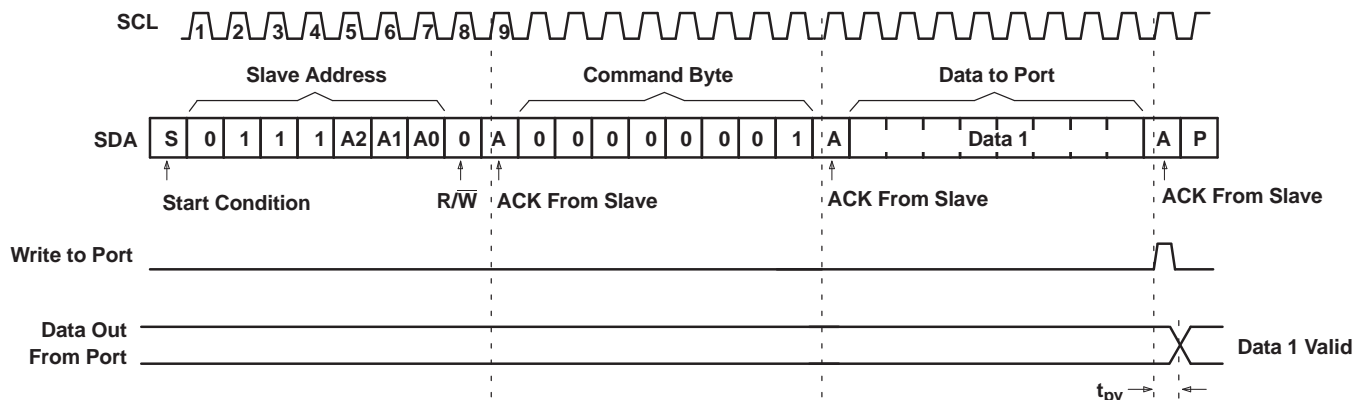 SCL 1 2 3 4 5 6 7 8 9
Slave Address Command Byte Data to Port
SDA S 0 1 1 1 A2 A1 A0 0 A 0 0 0 0 0 0 0 1 A Data 1 A P
Start Condition R/W̅ ACK From Slave ACK From Slave ACK From Slave
Write to Port
Data Out
From Port
Data 1 Valid
tpv